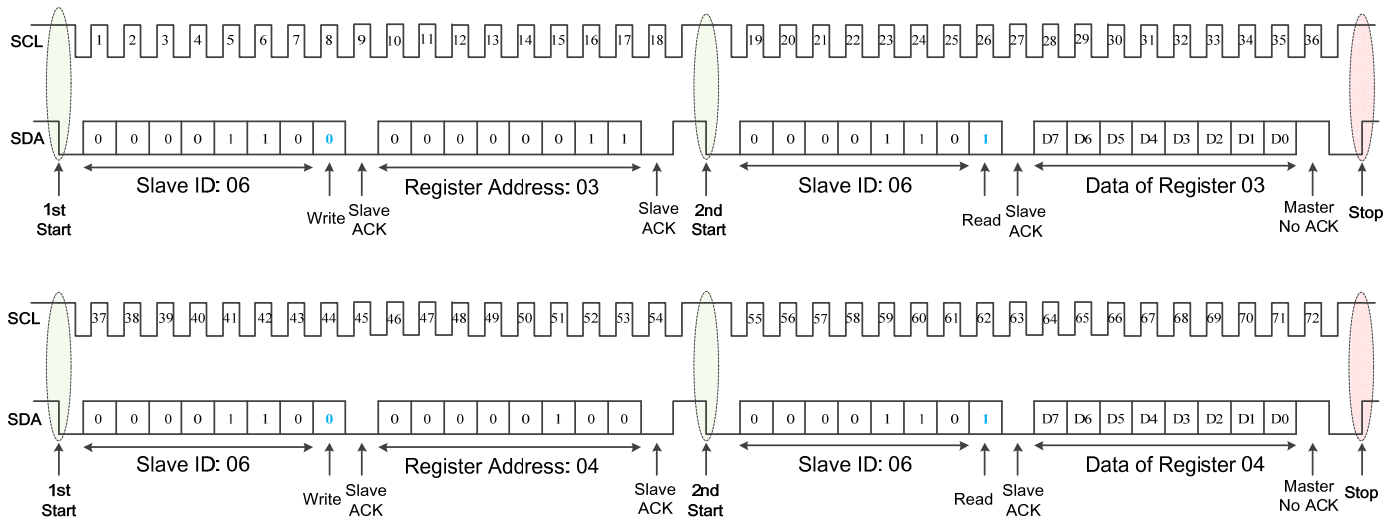 SCL 1 2 3 4 5 6 7 8 9 10 11 12 13 14 15 16 17 18 19 20 21 22 23 24 25 26 27 28 29 30 31 32 33 34 35 36
SDA 0 0 0 0 1 1 0 0 0 0 0 0 0 0 1 1 0 0 0 0 1 1 0 1 D7 D6 D5 D4 D3 D2 D1 D0
Slave ID: 06 Register Address: 03 Slave ID: 06 Data of Register 03
1st Write Slave Slave 2nd Read Slave Master Stop
Start ACK ACK Start ACK No ACK
SCL 37 38 39 40 41 42 43 44 45 46 47 48 49 50 51 52 53 54 55 56 57 58 59 60 61 62 63 64 65 66 67 68 69 70 71 72
SDA 0 0 0 0 1 1 0 0 0 0 0 0 0 1 0 0 0 0 0 0 1 1 0 1 D7 D6 D5 D4 D3 D2 D1 D0
Slave ID: 06 Register Address: 04 Slave ID: 06 Data of Register 04
1st Write Slave Slave 2nd Read Slave Master Stop
Start ACK ACK Start ACK No ACK